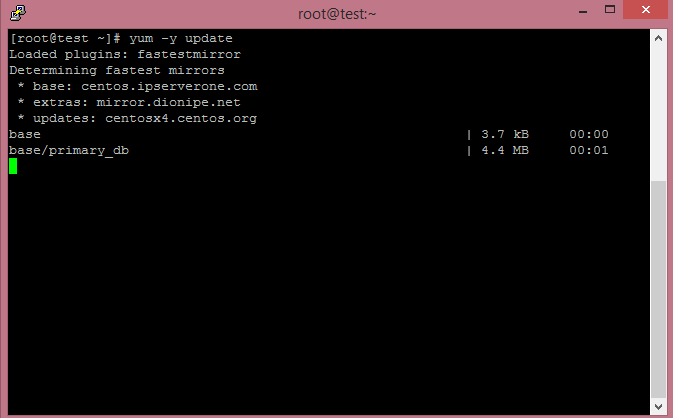 root@test:~
[root@test ~]# yum -y update
Loaded plugins: fastestmirror
Determining fastest mirrors
 * base: centos.ipserverone.com
 * extras: mirror.dionipe.net
 * updates: centosx4.centos.org
base | 3.7 kB 00:00
base/primary_db | 4.4 MB 00:01